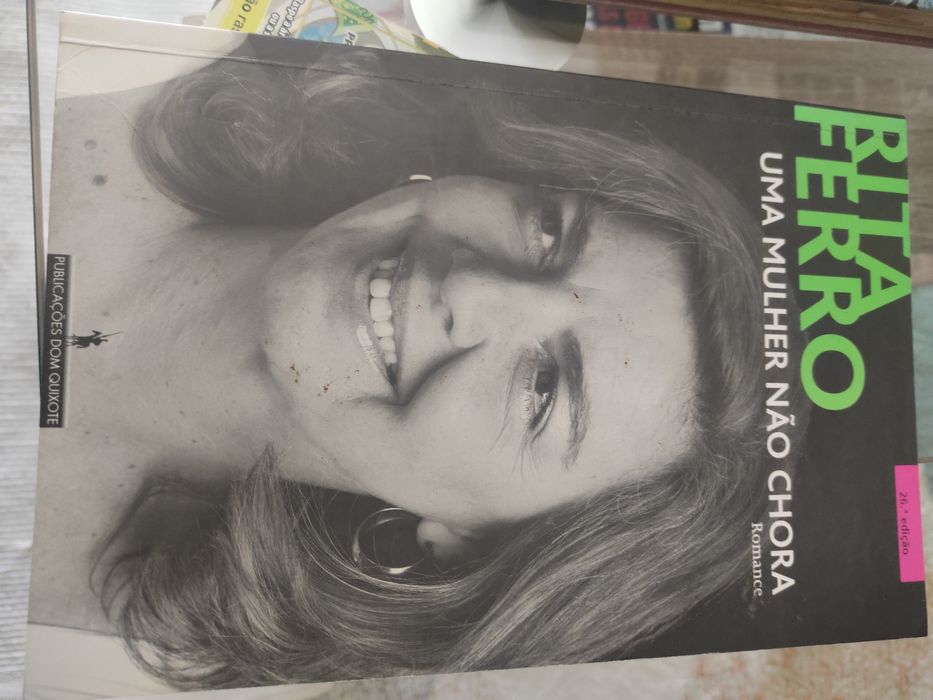 RITA
FERRO
UMA MULHER NÃO CHORA
Romance
26.ª edição
PUBLICAÇÕES DOM QUIXOTE